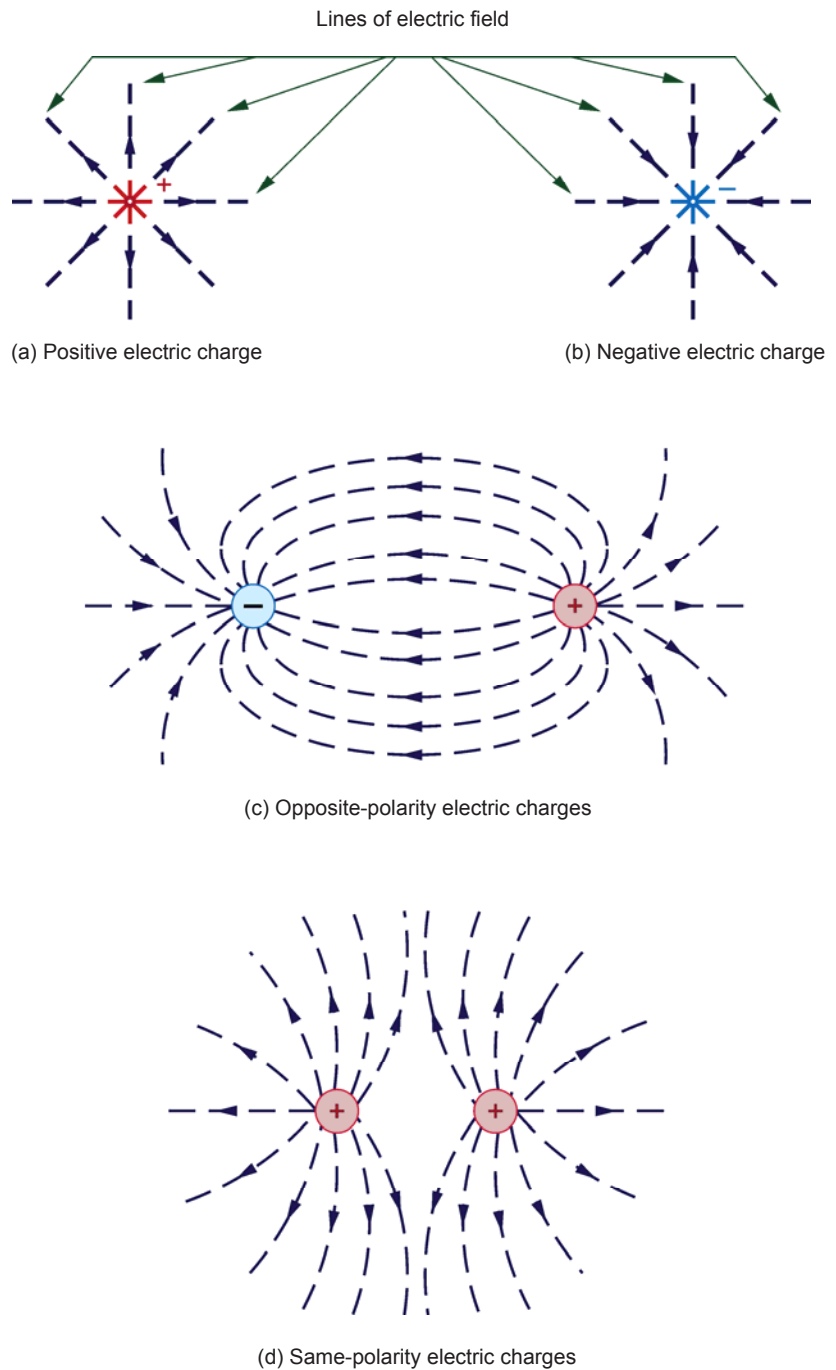 Lines of electric field
+
−
(a) Positive electric charge
(b) Negative electric charge
−
+
(c) Opposite-polarity electric charges
+
+
(d) Same-polarity electric charges